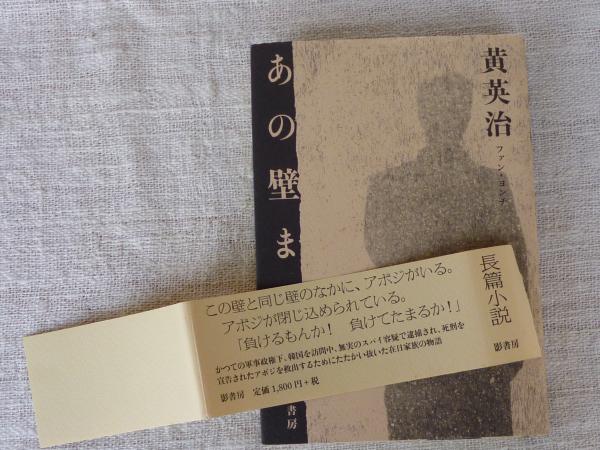 黄英治
ファン・ヨンチ
あの壁ま
書房
長篇小説
影書房
この壁と同じ壁のなかに、アボジがいる。
アボジが閉じ込められている。
「負けるもんか！　負けてたまるか！」
かつての軍事政権下、韓国を訪問中、無実のスパイ容疑で逮捕され、死刑を
宣告されたアボジを救出するためにたたかい抜いた在日家族の物語
影書房　定価 1,800円+税